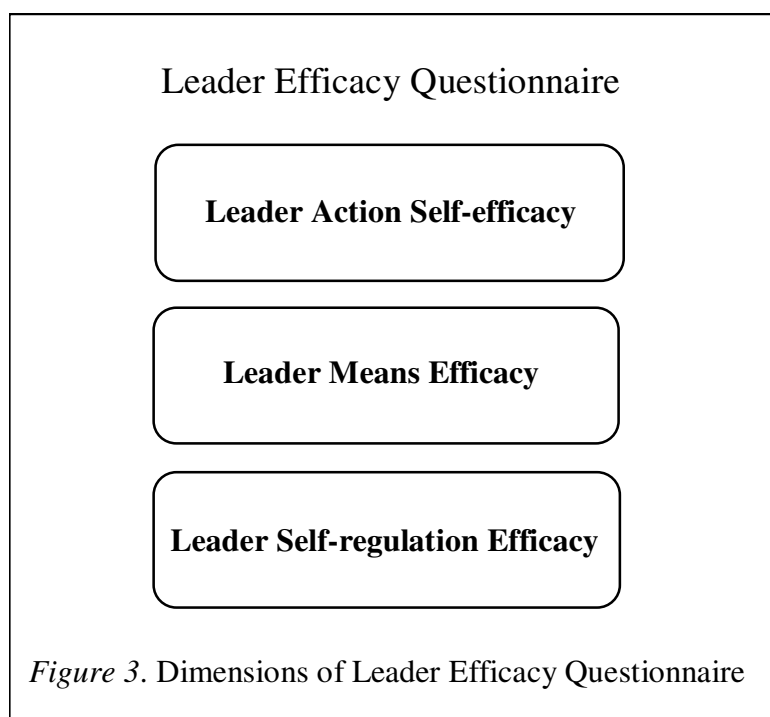 Leader Efficacy Questionnaire
Leader Action Self-efficacy
Leader Means Efficacy
Leader Self-regulation Efficacy
Figure 3. Dimensions of Leader Efficacy Questionnaire